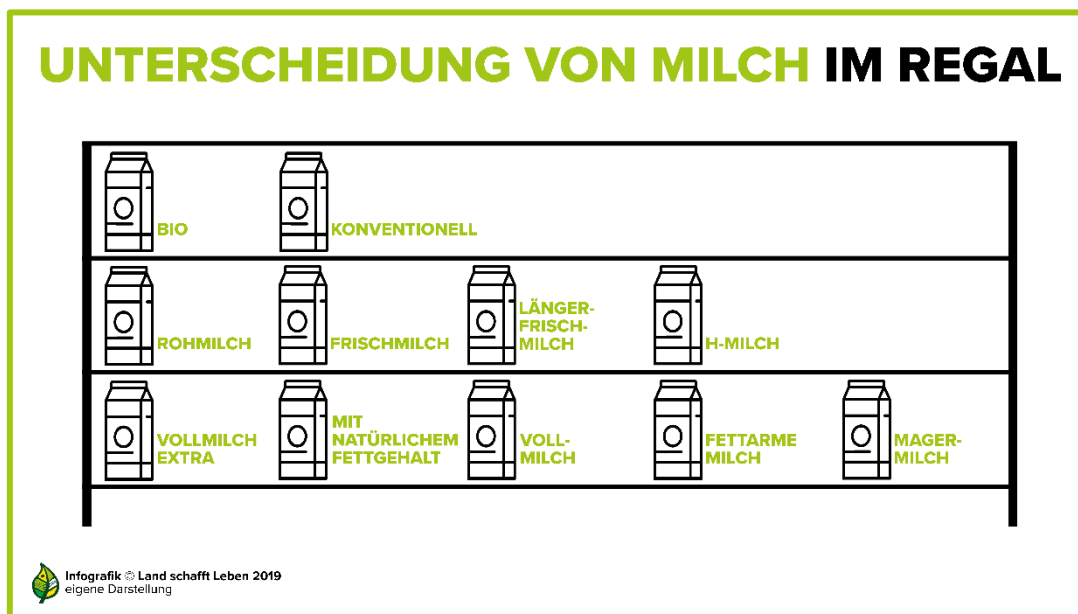 UNTERSCHEIDUNG VON MILCH IM REGAL
BIO
KONVENTIONELL
ROHMILCH
FRISCHMILCH
LÄNGER-
FRISCH-
MILCH
H-MILCH
VOLLMILCH
EXTRA
MIT
NATÜRLICHEM
FETTGEHALT
VOLL-
MILCH
FETTARME
MILCH
MAGER-
MILCH
Infografik © Land schafft Leben 2019
eigene Darstellung